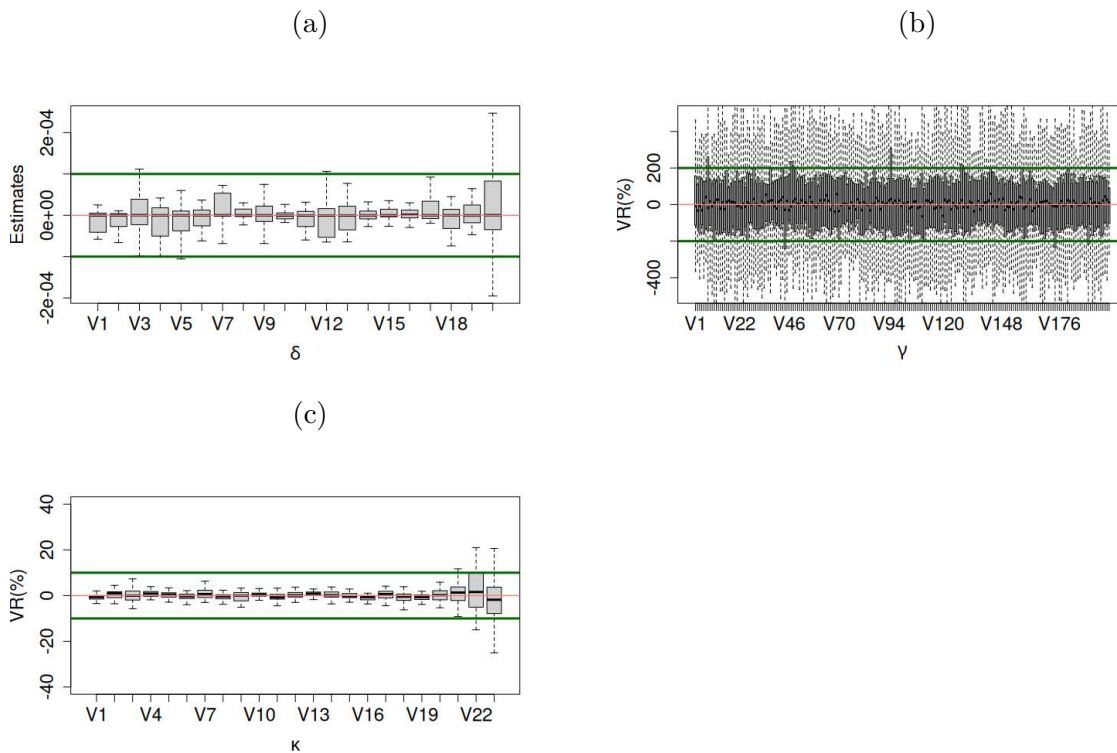 (a)
Estimates
2e-04
0e+00
-2e-04
V1 V3 V5 V7 V9 V12 V15 V18
δ
(b)
VR(%)
200
0
-400
V1 V22 V46 V70 V94 V120 V148 V176
γ
(c)
VR(%)
40
20
0
-20
-40
V1 V4 V7 V10 V13 V16 V19 V22
κ